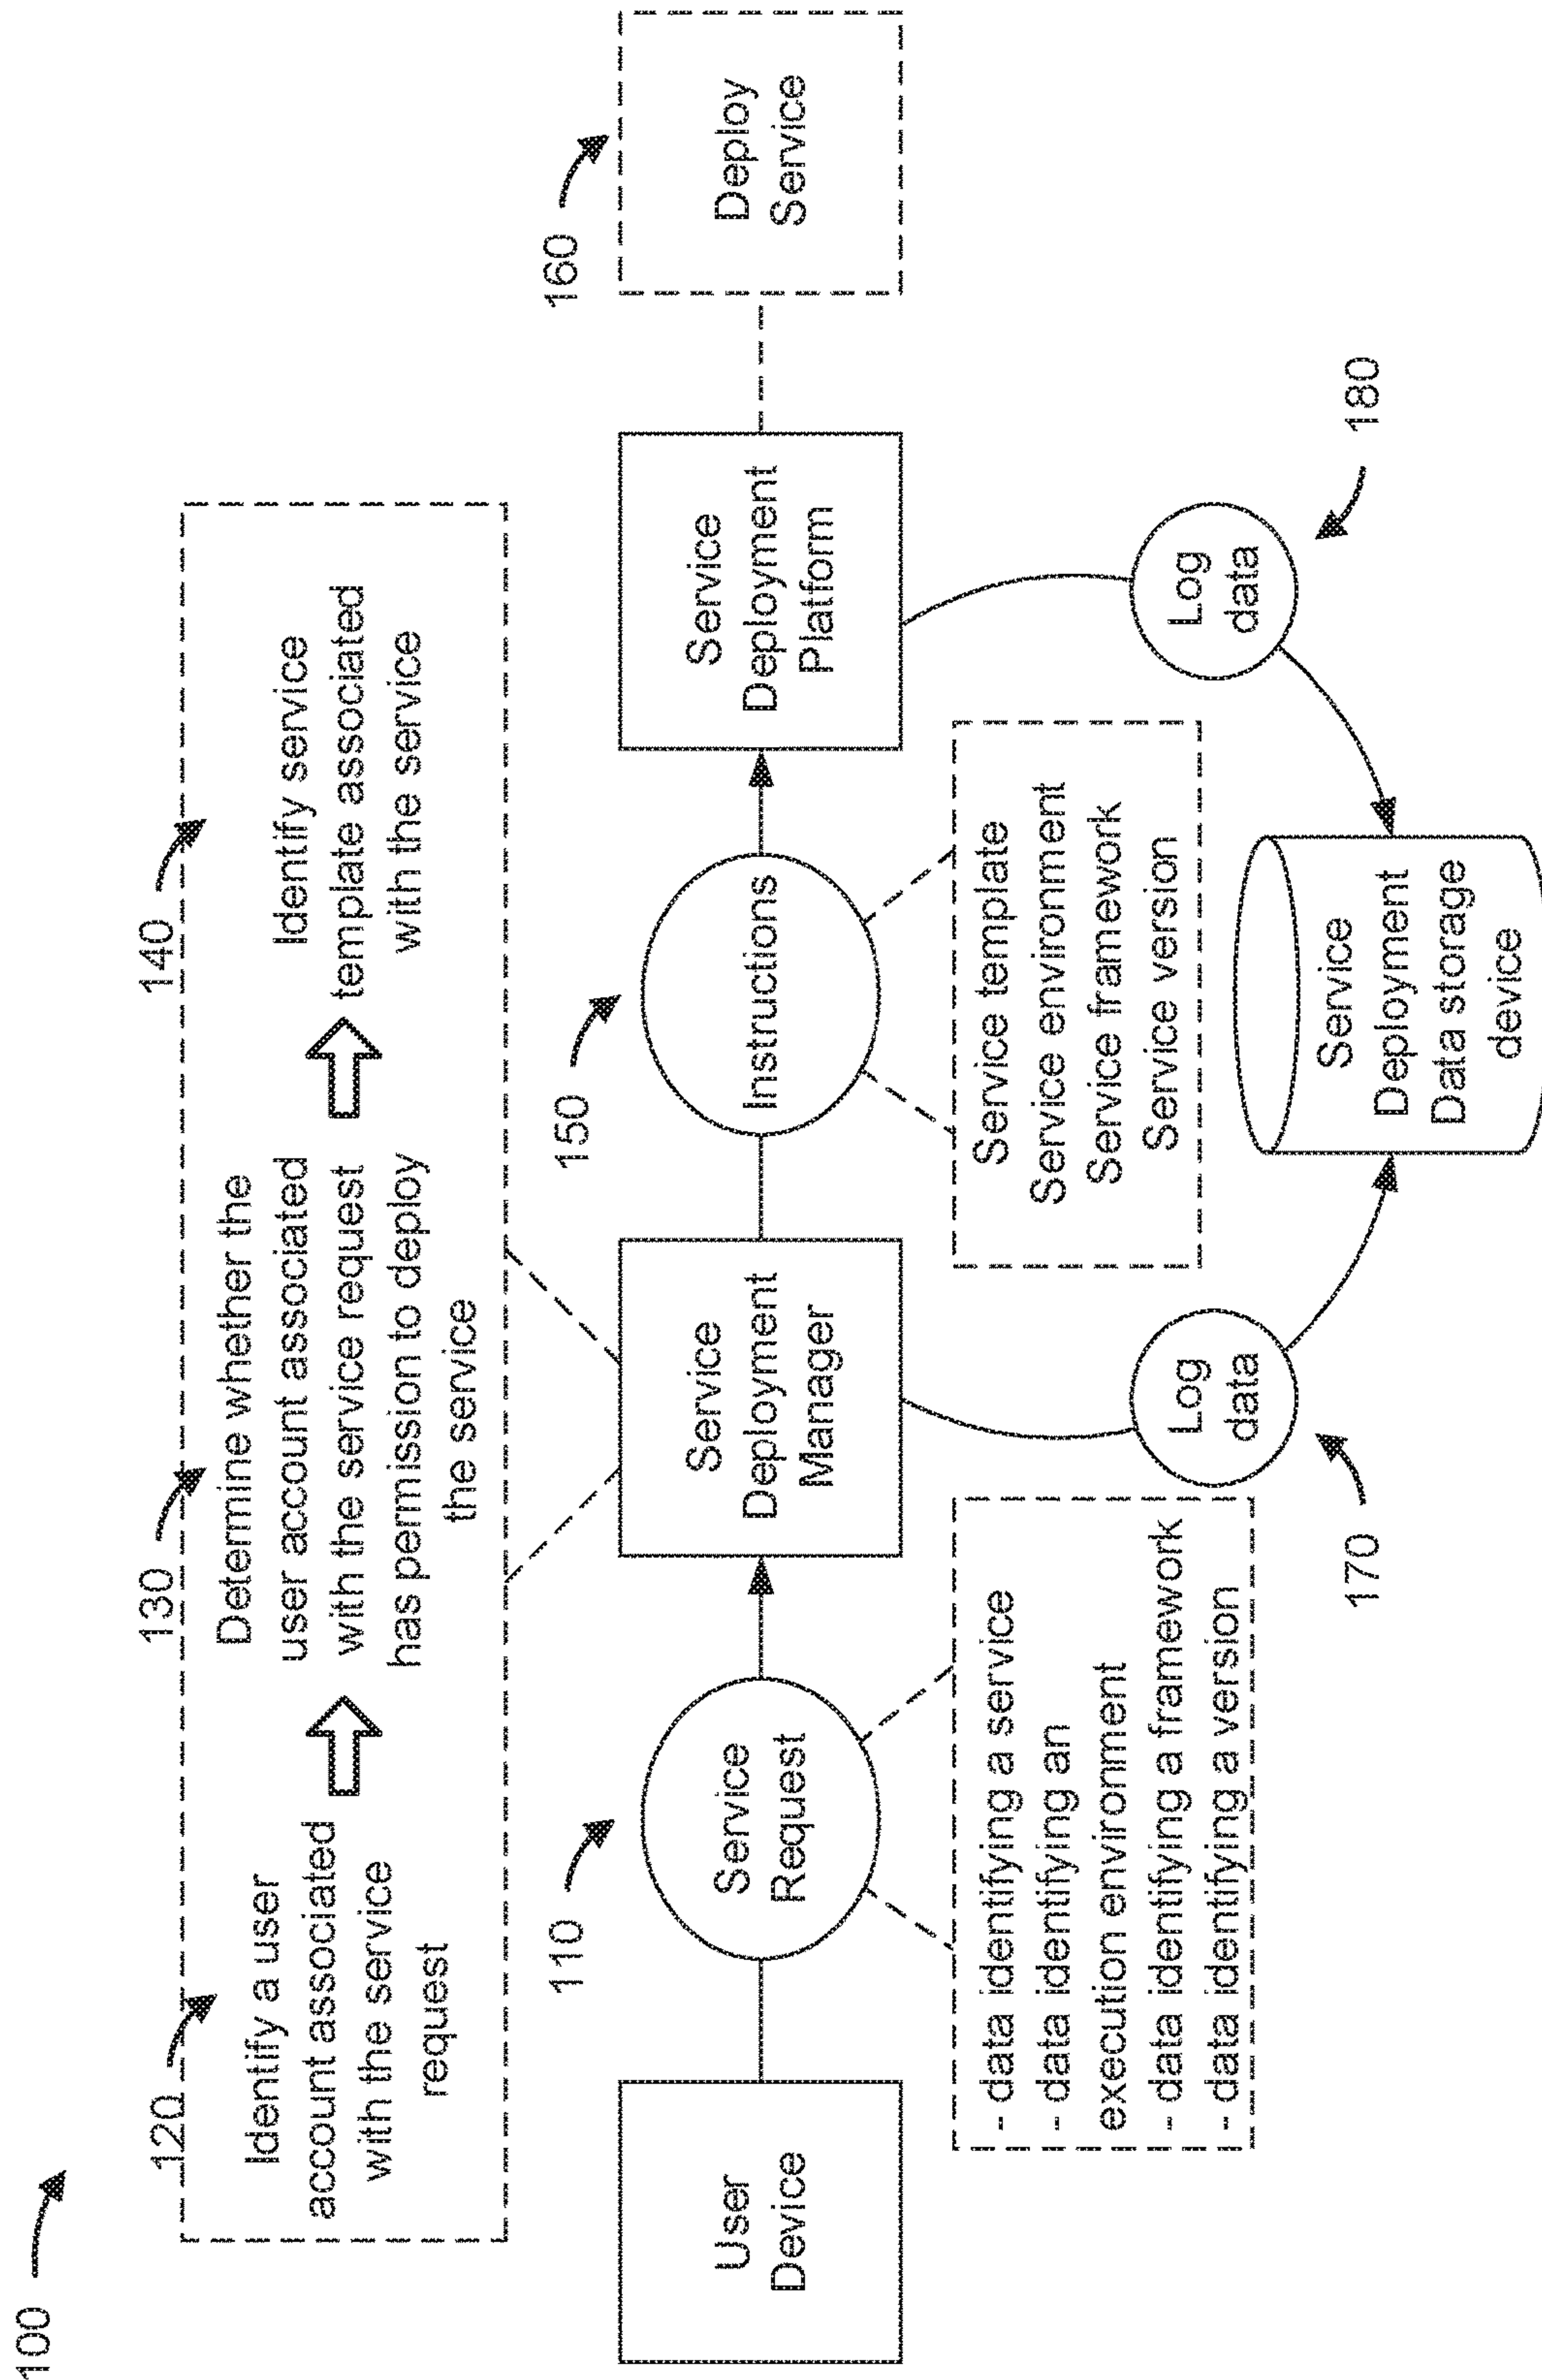 100
120
Identify a user
account associated
with the service
request
130
Determine whether the
user account associated
with the service request
has permission to deploy
the service
140
Identify service
template associated
with the service
110
150
160
User
Device
Service
Request
Service
Deployment
Manager
Instructions
Service
Deployment
Platform
Deploy
Service
- data identifying a service
- data identifying an
execution environment
- data identifying a framework
- data identifying a version
Service template
Service environment
Service framework
Service version
Log
data
170
Log
data
180
Service
Deployment
Data storage
device